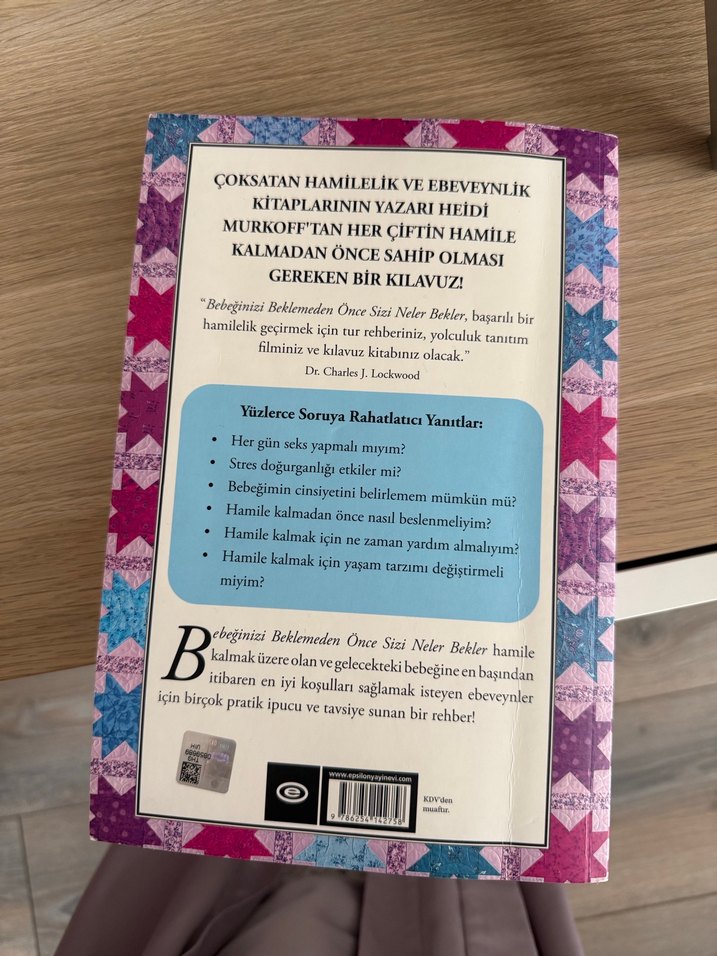 ÇOKSATAN HAMİLELİK VE EBEVEYNLİK
KİTAPLARININ YAZARI HEİDİ
MURKOFF'TAN HER ÇİFTİN HAMİLE
KALMADAN ÖNCE SAHİP OLMASI
GEREKEN BİR KILAVUZ!
“Bebeğinizi Beklemeden Önce Sizi Neler Bekler, başarılı bir
hamilelik geçirmek için tur rehberiniz, yolculuk tanıtım
filminiz ve kılavuz kitabınız olacak.”
Dr. Charles J. Lockwood
Yüzlerce Soruya Rahatlatıcı Yanıtlar:
• Her gün seks yapmalı mıyım?
• Stres doğurganlığı etkiler mi?
• Bebeğimin cinsiyetini belirlemem mümkün mü?
• Hamile kalmadan önce nasıl beslenmeliyim?
• Hamile kalmak için ne zaman yardım almalıyım?
• Hamile kalmak için yaşam tarzımı değiştirmeli
miyim?
Bebeğinizi Beklemeden Önce Sizi Neler Bekler hamile
kalmak üzere olan ve gelecekteki bebeğine en başından
itibaren en iyi koşulları sağlamak isteyen ebeveynler
için birçok pratik ipucu ve tavsiye sunan bir rehber!
www.epsilonyayinevi.com
9 786254 142758
KDV'den
muaftır.